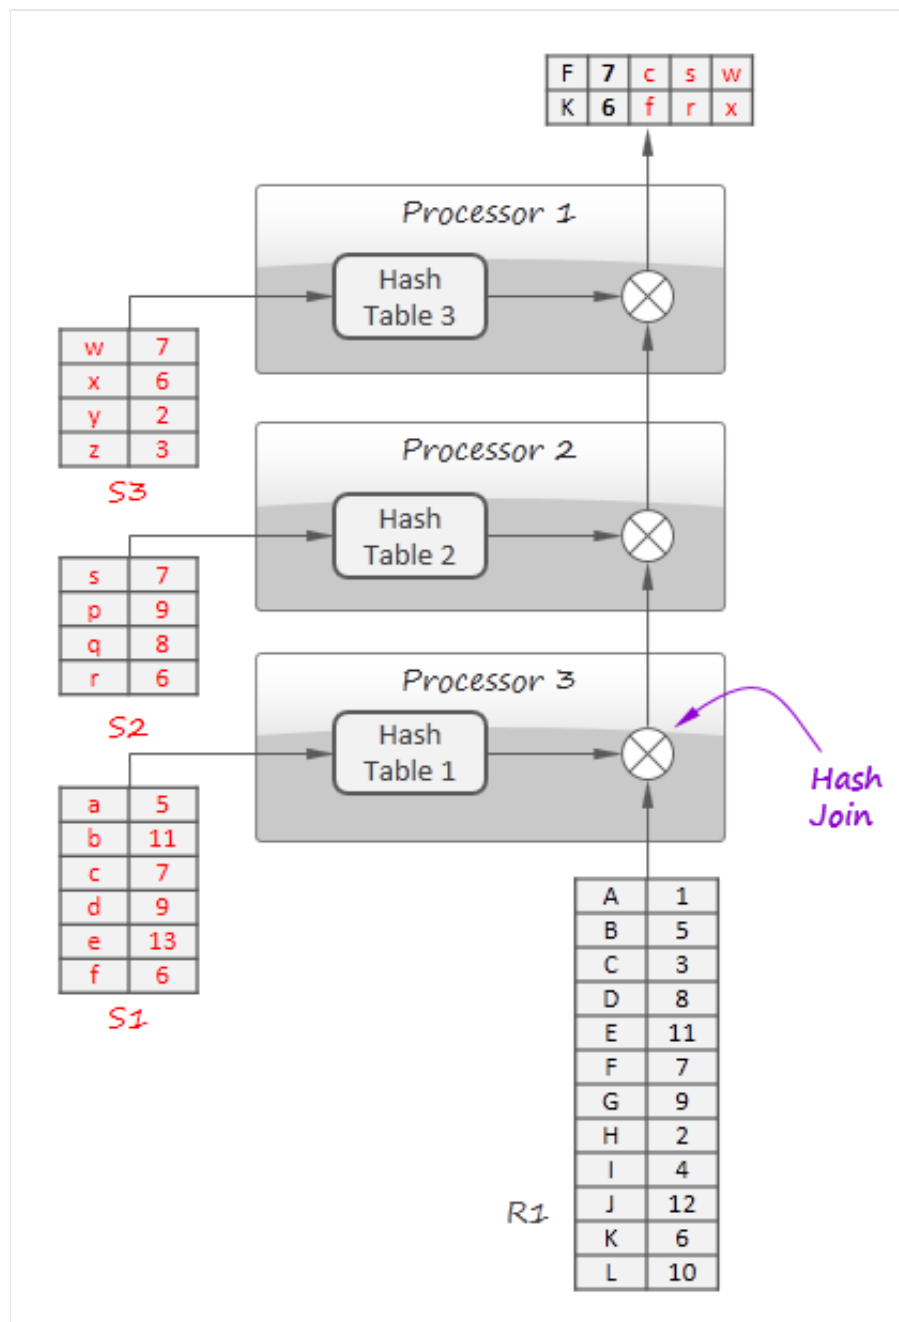 F 7 c s w
K 6 f r x
Processor 1
Hash
Table 3
w 7
x 6
y 2
z 3
S3
Processor 2
Hash
Table 2
s 7
p 9
q 8
r 6
S2
Processor 3
Hash
Table 1
Hash
Join
a 5
b 11
c 7
d 9
e 13
f 6
S1
A 1
B 5
C 3
D 8
E 11
F 7
G 9
H 2
I 4
J 12
K 6
L 10
R1